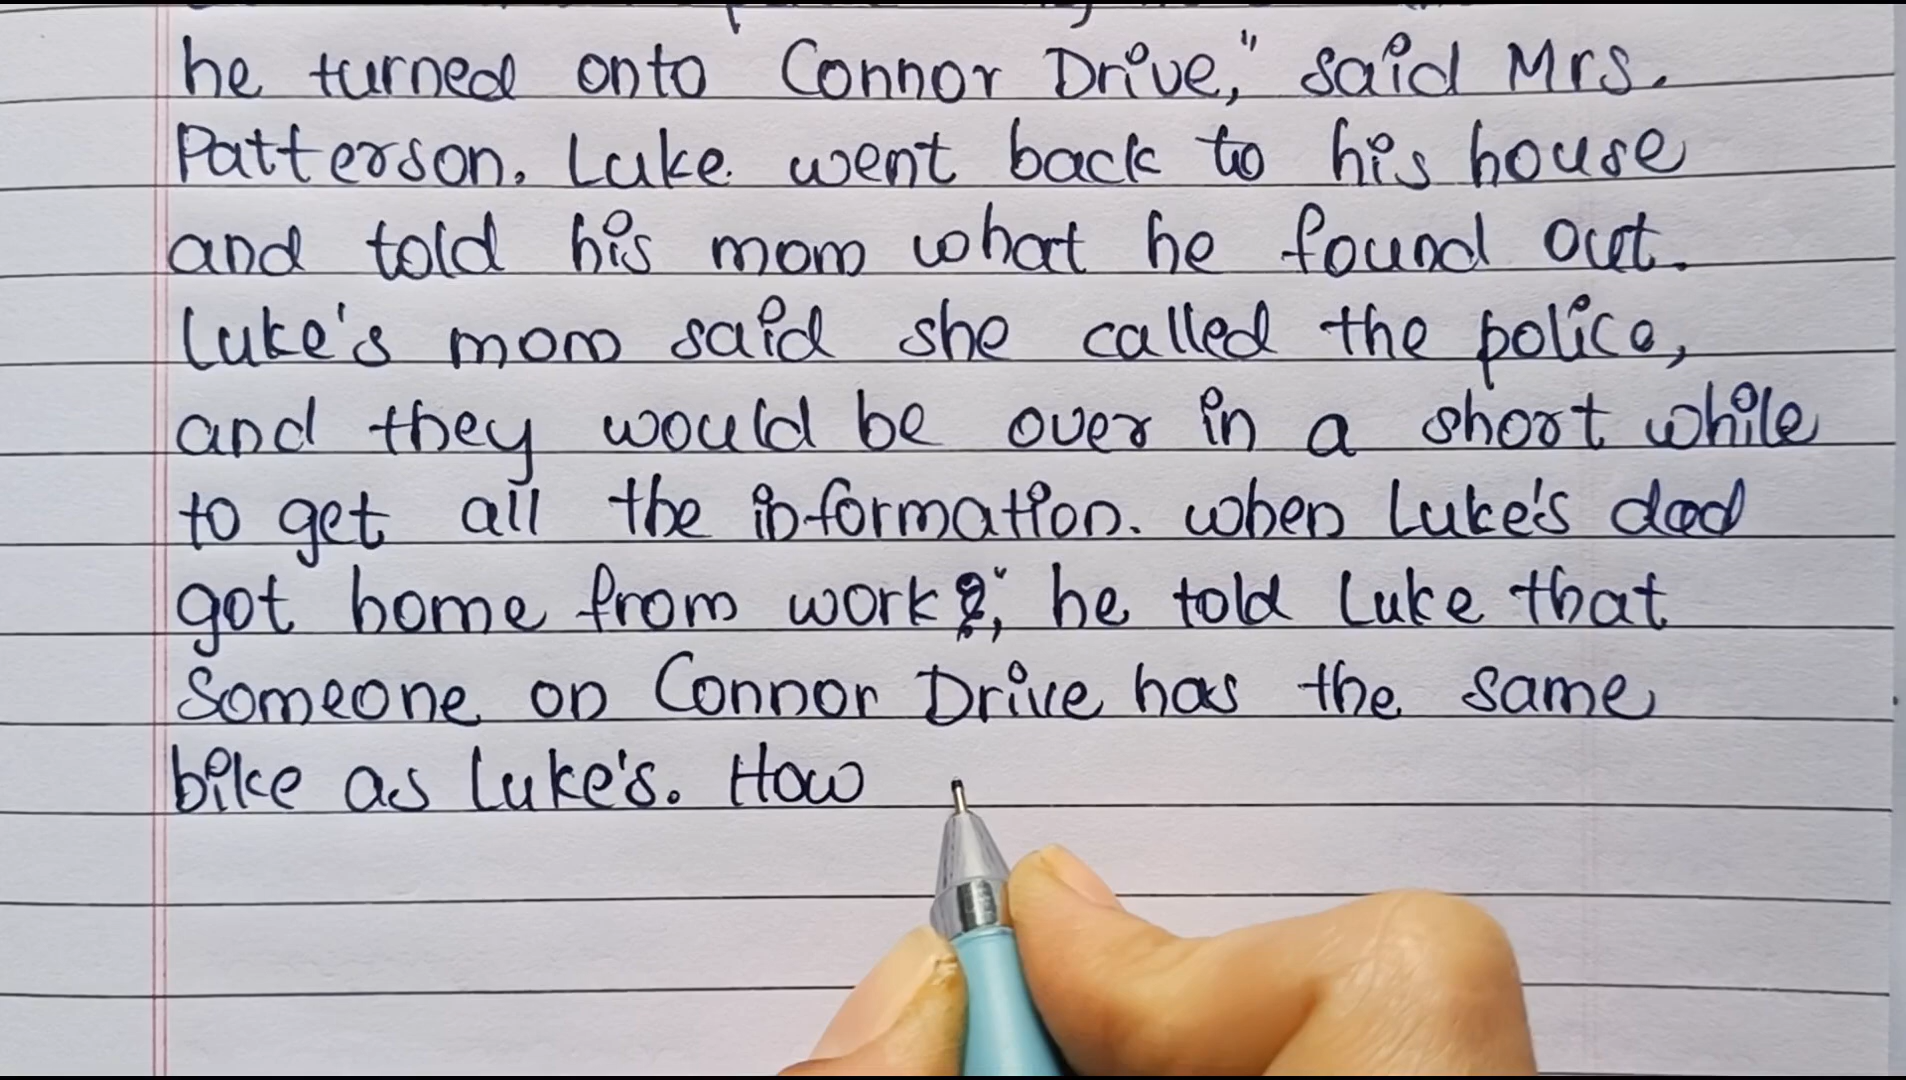 he turned onto Connor Drive," said Mrs.
Patterson. Luke went back to his house
and told his mom what he found out.
Luke's mom said she called the police,
and they would be over in a short while
to get all the information. when Luke's dad
got home from work, he told Luke that
Someone on Connor Drive has the same
bike as Luke's. How